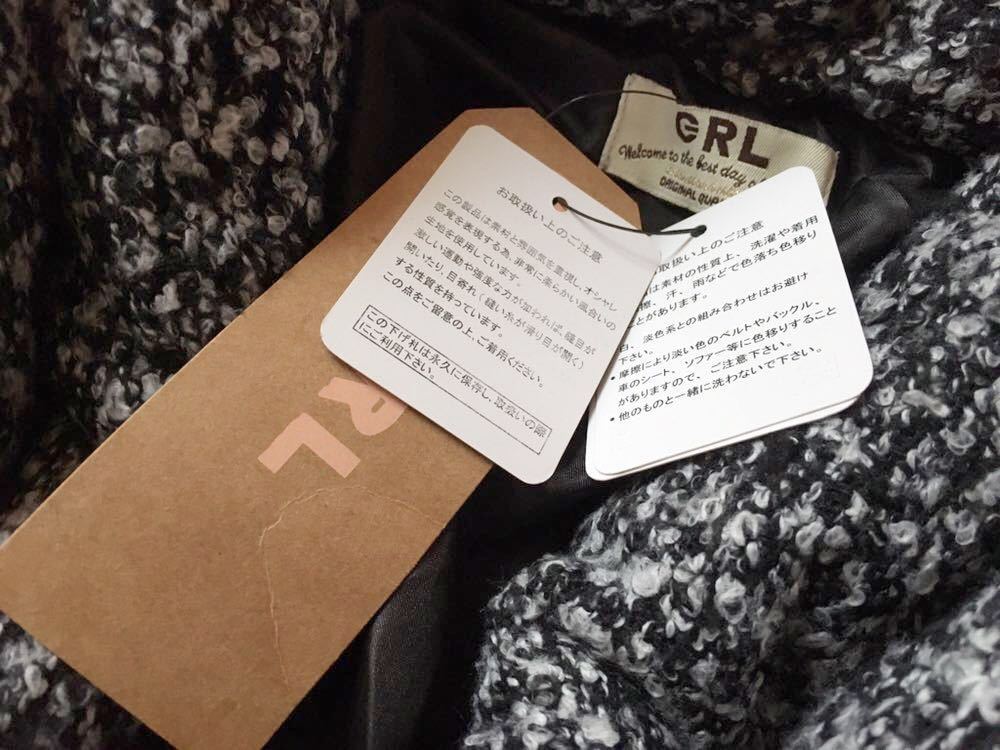 GRL
Welcome to the best day
ORIGINAL QUA
お取扱い上のご注意
この製品は素材と雰囲気を重視し、オシャレ
感覚を表現する為、非常に柔らかい風合いの
生地を使用しています。
激しい運動や強度な力が加われば、縫目が
開いたり、目寄れ(縫い糸が滑り目が開く)
する性質を持っています。
この点をご留意の上、ご着用ください。
この下げ札は永久に保存し、取扱いの際
にご利用下さい。
取扱い上のご注意
は素材の性質上、洗濯や着用
擦、汗、雨などで色落ち色移り
とがあります。
白、淡色系との組み合わせはお避け
下さい。
・摩擦により淡い色のベルトやバックル、
車のシート、ソファー等に色移りすること
がありますので、ご注意下さい。
・他のものと一緒に洗わないで下さい。
RL